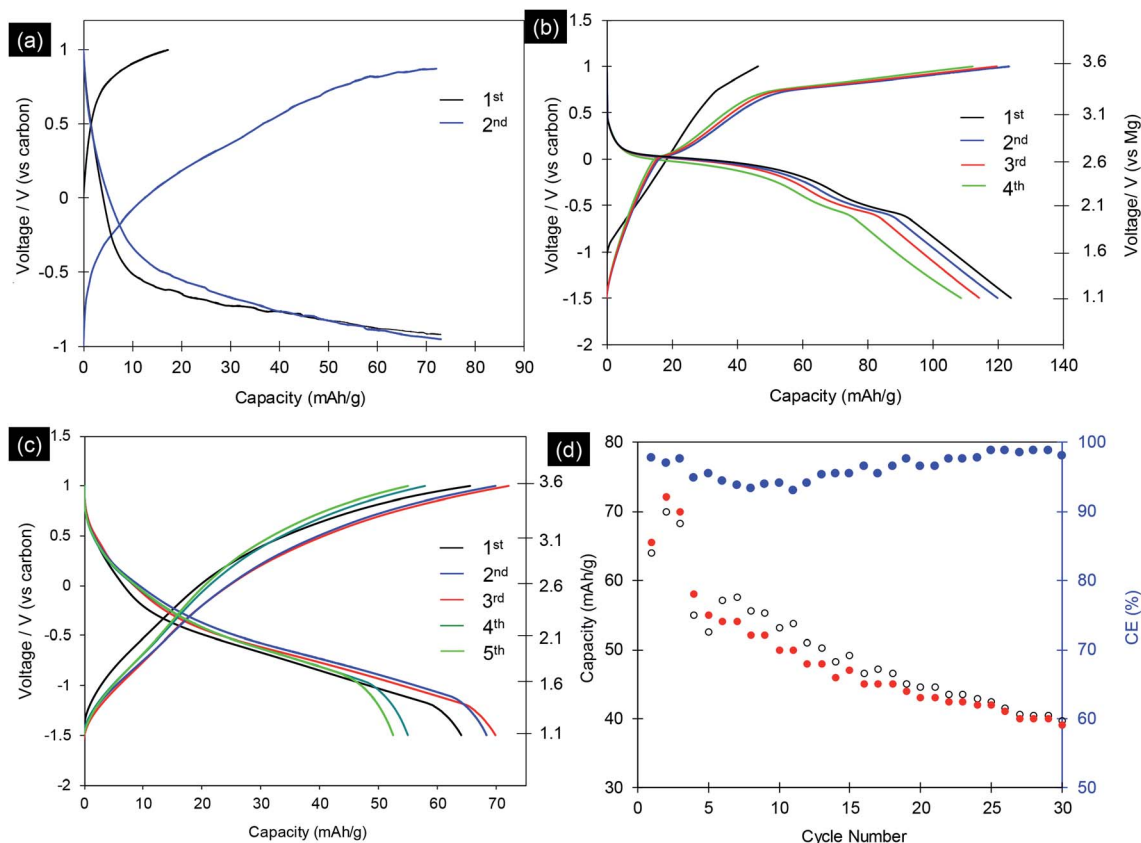 (a)
Voltage / V (vs carbon)
1
0.5
0
-0.5
-1
1st
2nd
0 10 20 30 40 50 60 70 80 90
Capacity (mAh/g)
(b)
Voltage / V (vs carbon)
1.5
1
0.5
0
-0.5
-1
-1.5
-2
1st
2nd
3rd
4th
3.6
3.1
2.6
2.1
1.6
1.1
Voltage/ V (vs Mg)
0 20 40 60 80 100 120 140
Capacity (mAh/g)
(c)
Voltage / V (vs carbon)
1.5
1
0.5
0
-0.5
-1
-1.5
-2
1st
2nd
3rd
4th
5th
3.6
3.1
2.6
2.1
1.6
1.1
0 10 20 30 40 50 60 70
Capacity (mAh/g)
(d)
Capacity (mAh/g)
80
70
60
50
40
30
100
90
80
70
60
50
CE (%)
0 5 10 15 20 25 30
Cycle Number